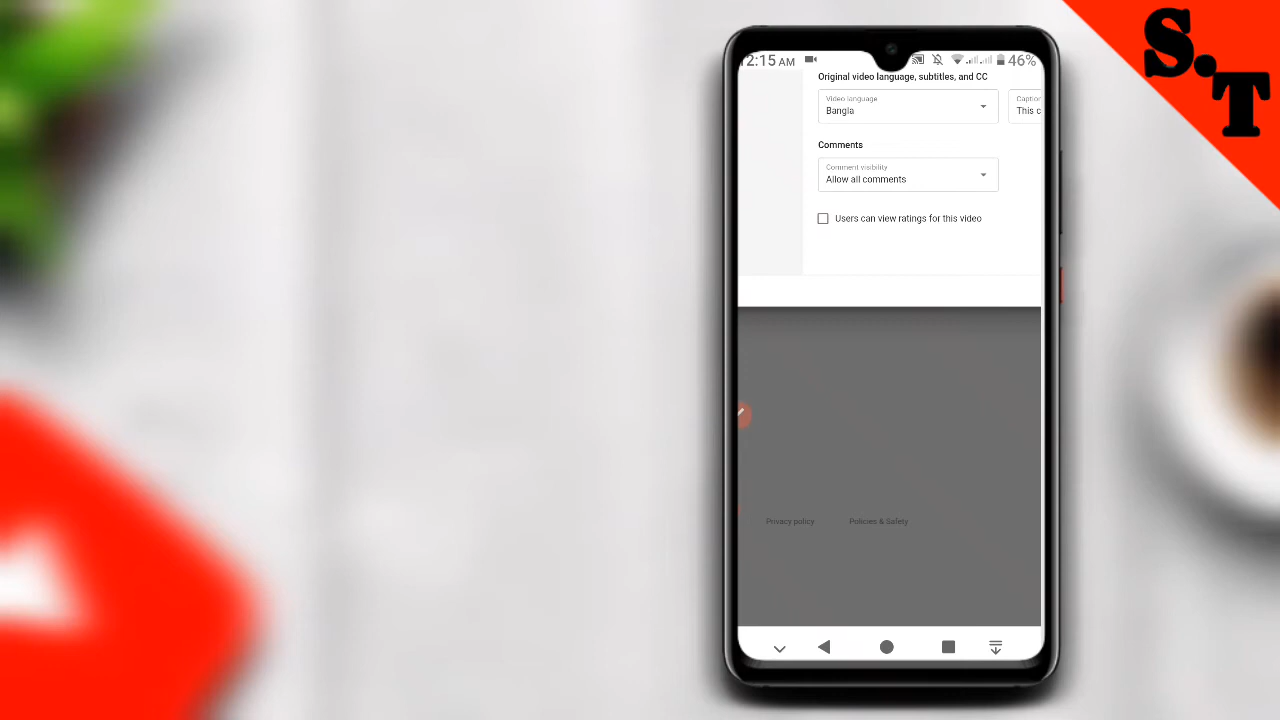 S.T
12:15 AM 46%
Original video language, subtitles, and CC
Video language
Bangla
Caption
This c
Comments
Comment visibility
Allow all comments
Users can view ratings for this video
Privacy policy
Policies & Safety